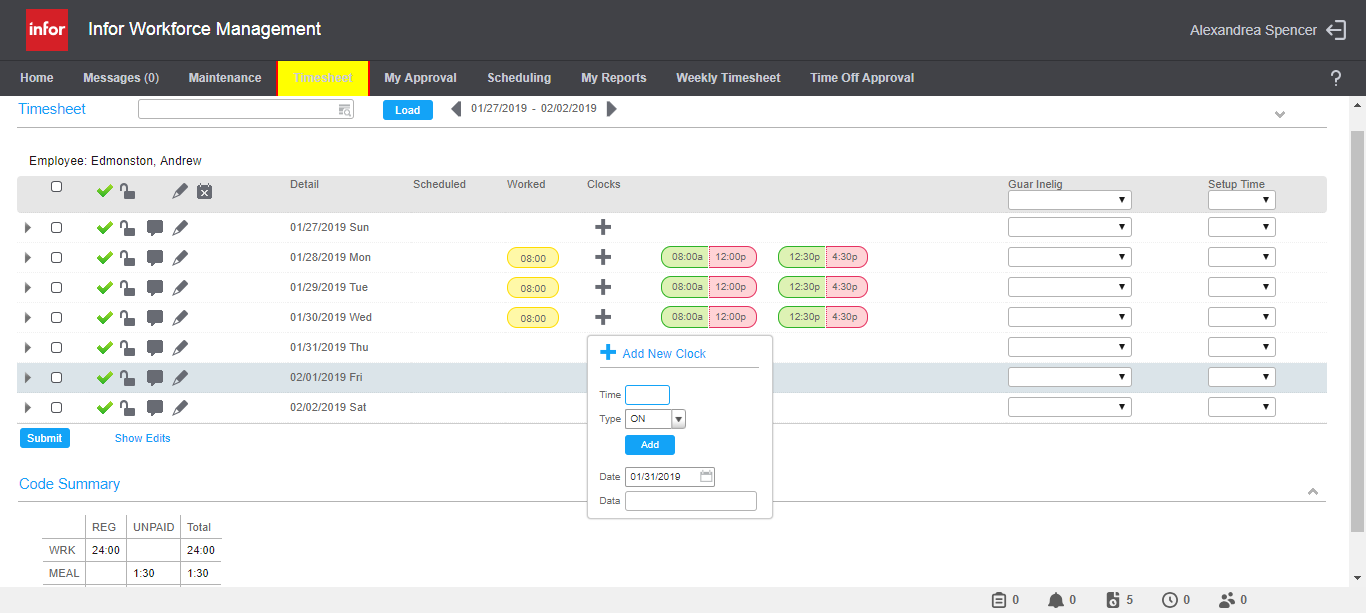 infor Infor Workforce Management Alexandrea Spencer
Home Messages (0) Maintenance Timesheet My Approval Scheduling My Reports Weekly Timesheet Time Off Approval ?
Timesheet Load 01/27/2019 - 02/02/2019
Employee: Edmonston, Andrew
Detail Scheduled Worked Clocks Guar Inelig Setup Time
01/27/2019 Sun
01/28/2019 Mon 08:00 08:00a 12:00p 12:30p 4:30p
01/29/2019 Tue 08:00 08:00a 12:00p 12:30p 4:30p
01/30/2019 Wed 08:00 08:00a 12:00p 12:30p 4:30p
01/31/2019 Thu
02/01/2019 Fri
02/02/2019 Sat
Add New Clock
Time
Type ON
Add
Date 01/31/2019
Data
Submit Show Edits
Code Summary
REG UNPAID Total
WRK 24:00 24:00
MEAL 1:30 1:30
0 0 5 0 0